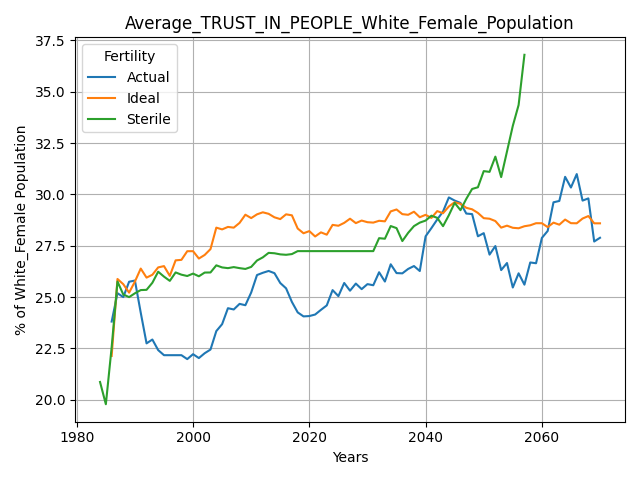 Average_TRUST_IN_PEOPLE_White_Female_Population
37.5
35.0
32.5
30.0
27.5
25.0
22.5
20.0
% of White_Female Population
Fertility
Actual
Ideal
Sterile
1980
2000
2020
2040
2060
Years